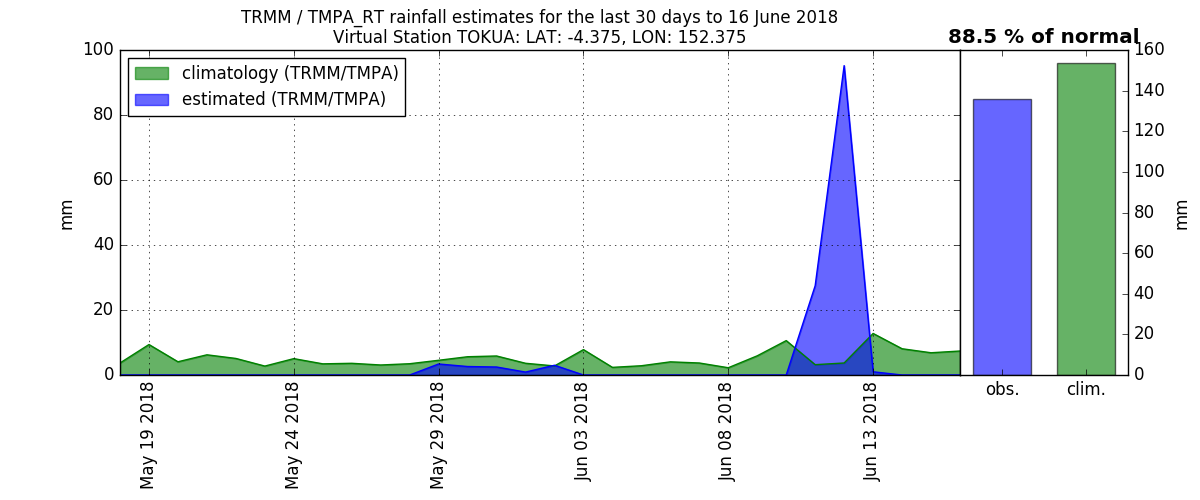 TRMM / TMPA_RT rainfall estimates for the last 30 days to 16 June 2018
Virtual Station TOKUA: LAT: -4.375, LON: 152.375
88.5 % of normal
climatology (TRMM/TMPA)
estimated (TRMM/TMPA)
100
80
60
40
20
0
mm
May 19 2018
May 24 2018
May 29 2018
Jun 03 2018
Jun 08 2018
Jun 13 2018
160
140
120
100
80
60
40
20
0
mm
obs.
clim.